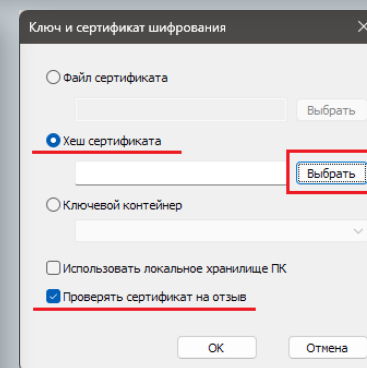 Ключ и сертификат шифрования
Файл сертификата
Выбрать
Хеш сертификата
Выбрать
Ключевой контейнер
Использовать локальное хранилище ПК
Проверять сертификат на отзыв
OK
Отмена